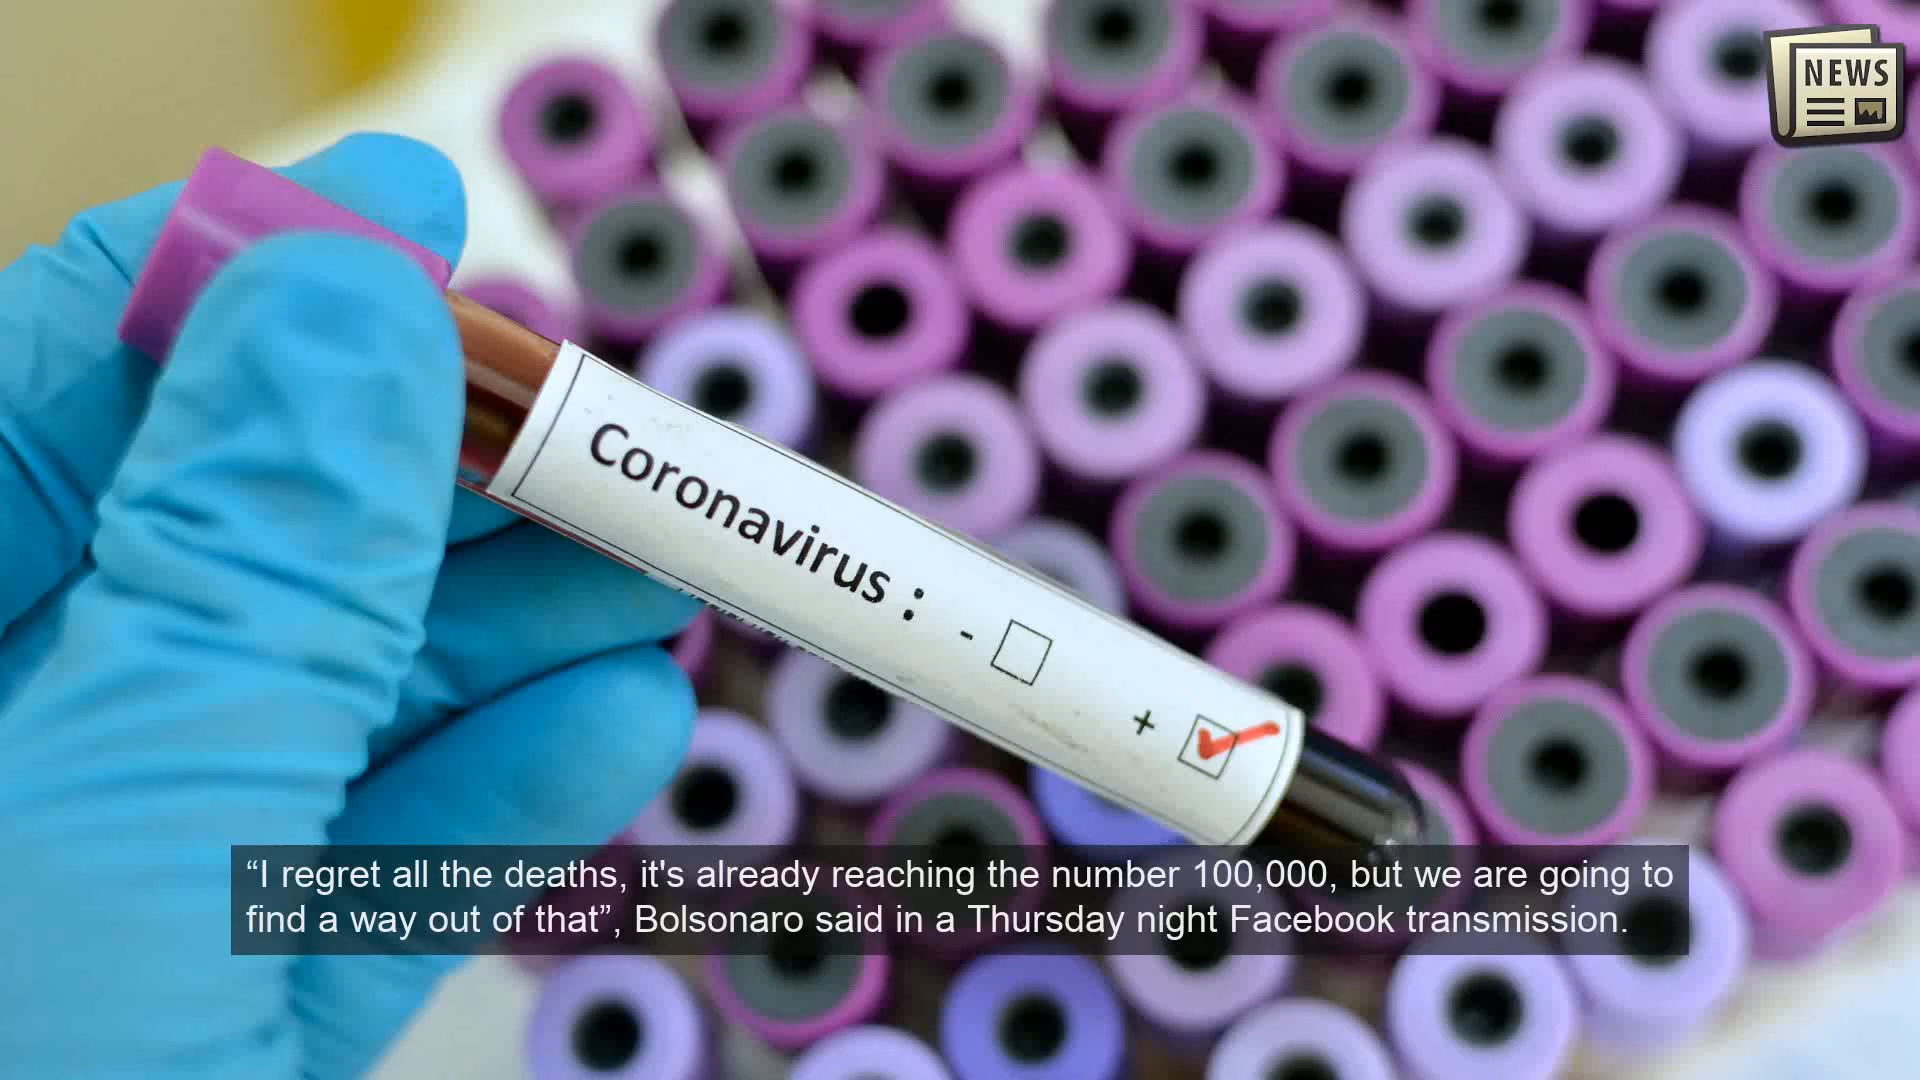 NEWS
Coronavirus : - 
+
“I regret all the deaths, it's already reaching the number 100,000, but we are going to
find a way out of that”, Bolsonaro said in a Thursday night Facebook transmission.